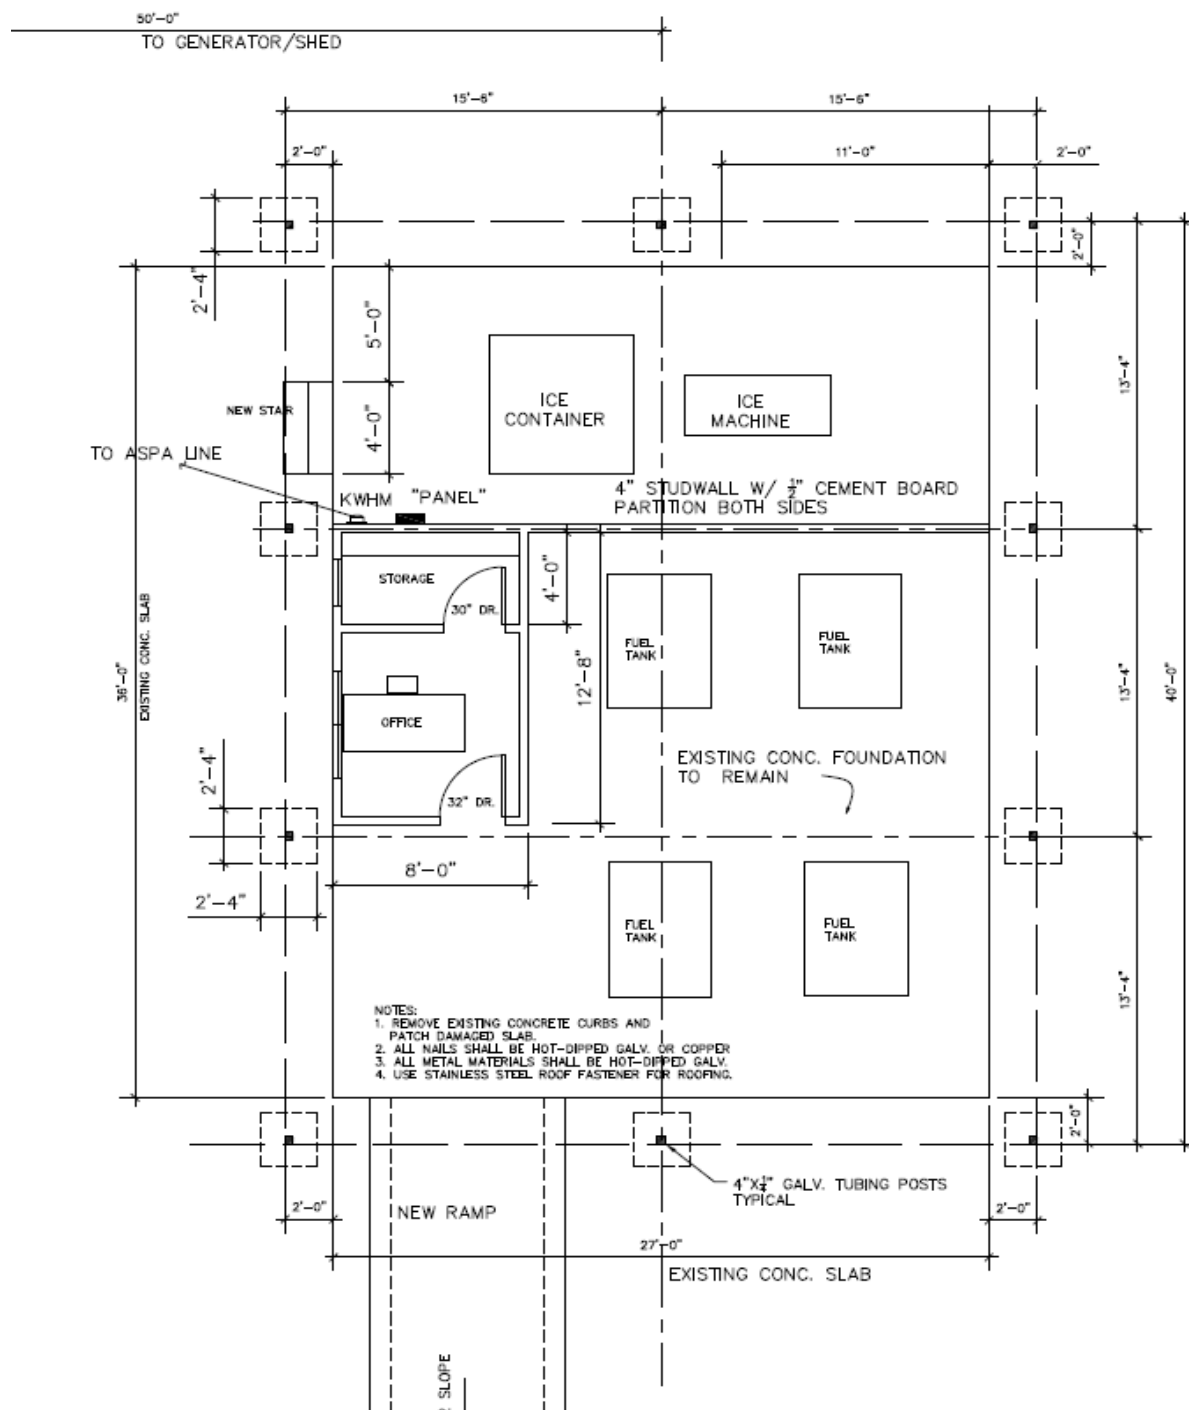 50'-0"
TO GENERATOR/SHED
15'-6"
15'-6"
2'-0"
11'-0"
2'-0"
2'-0"
2'-4"
5'-0"
13'-4"
ICE
CONTAINER
ICE
MACHINE
NEW STAIR
4'-0"
TO ASPA LINE
KWHM
"PANEL"
4" STUDWALL W/ 1/2" CEMENT BOARD
PARTITION BOTH SIDES
STORAGE
30" DR.
4'-0"
FUEL
TANK
FUEL
TANK
36'-0"
EXISTING CONC. SLAB
12'-8"
13'-4"
40'-0"
OFFICE
2'-4"
EXISTING CONC. FOUNDATION
TO REMAIN
32" DR.
8'-0"
2'-4"
FUEL
TANK
FUEL
TANK
13'-4"
NOTES:
1. REMOVE EXISTING CONCRETE CURBS AND
PATCH DAMAGED SLAB.
2. ALL NAILS SHALL BE HOT-DIPPED GALV. OR COPPER
3. ALL METAL MATERIALS SHALL BE HOT-DIPPED GALV.
4. USE STAINLESS STEEL ROOF FASTENER FOR ROOFING.
2'-0"
4"X1/4" GALV. TUBING POSTS
TYPICAL
2'-0"
NEW RAMP
2'-0"
27'-0"
EXISTING CONC. SLAB
SLOPE